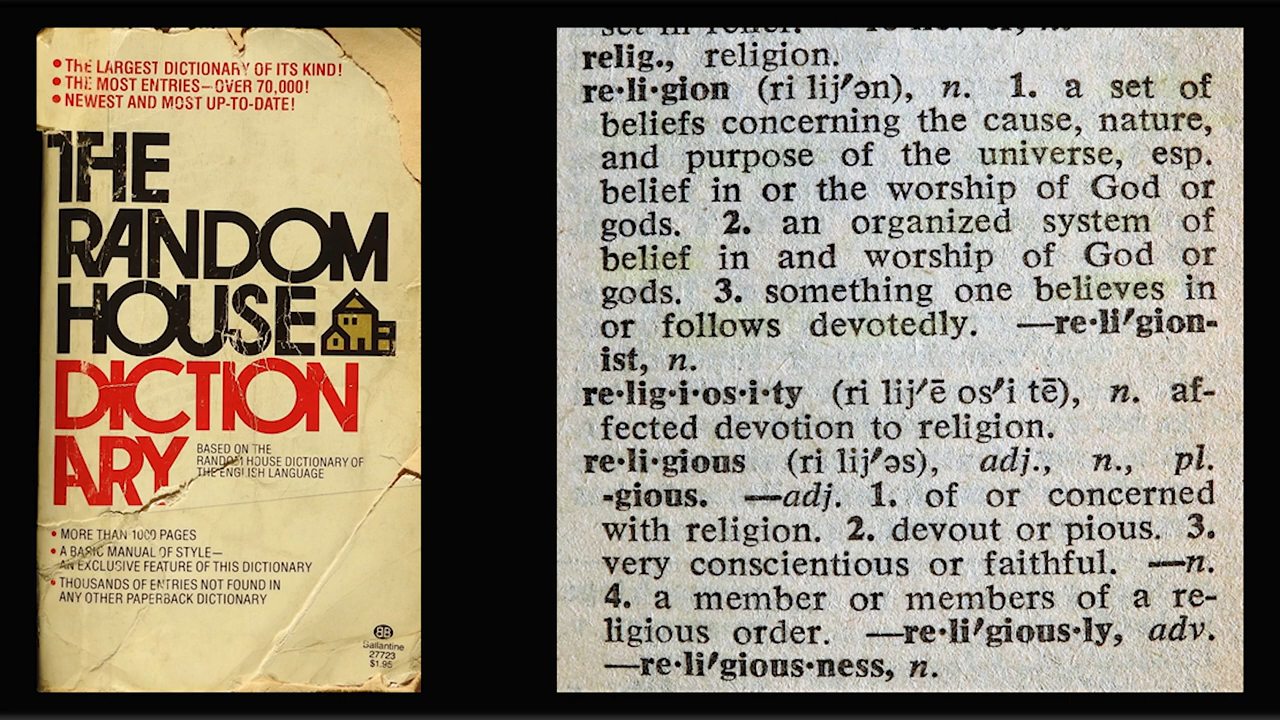 • THE LARGEST DICTIONARY OF ITS KIND!
• THE MOST ENTRIES—OVER 70,000!
• NEWEST AND MOST UP-TO-DATE!
THE
RANDOM
HOUSE
DICTION
ARY
BASED ON THE
RANDOM HOUSE DICTIONARY OF
THE ENGLISH LANGUAGE
• MORE THAN 1000 PAGES
• A BASIC MANUAL OF STYLE—
AN EXCLUSIVE FEATURE OF THIS DICTIONARY
• THOUSANDS OF ENTRIES NOT FOUND IN
ANY OTHER PAPERBACK DICTIONARY
BB
Ballantine
27723
$1.95
relig., religion.
re·li·gion (ri lij′ən), n. 1. a set of
beliefs concerning the cause, nature,
and purpose of the universe, esp.
belief in or the worship of God or
gods. 2. an organized system of
belief in and worship of God or
gods. 3. something one believes in
or follows devotedly. —re·li′gion-
ist, n.
re·lig·i·os·i·ty (ri lij′ē os′i tē), n. af-
fected devotion to religion.
re·li·gious (ri lij′əs), adj., n., pl.
-gious. —adj. 1. of or concerned
with religion. 2. devout or pious. 3.
very conscientious or faithful. —n.
4. a member or members of a re-
ligious order. —re·li′gious·ly, adv.
—re·li′gious·ness, n.